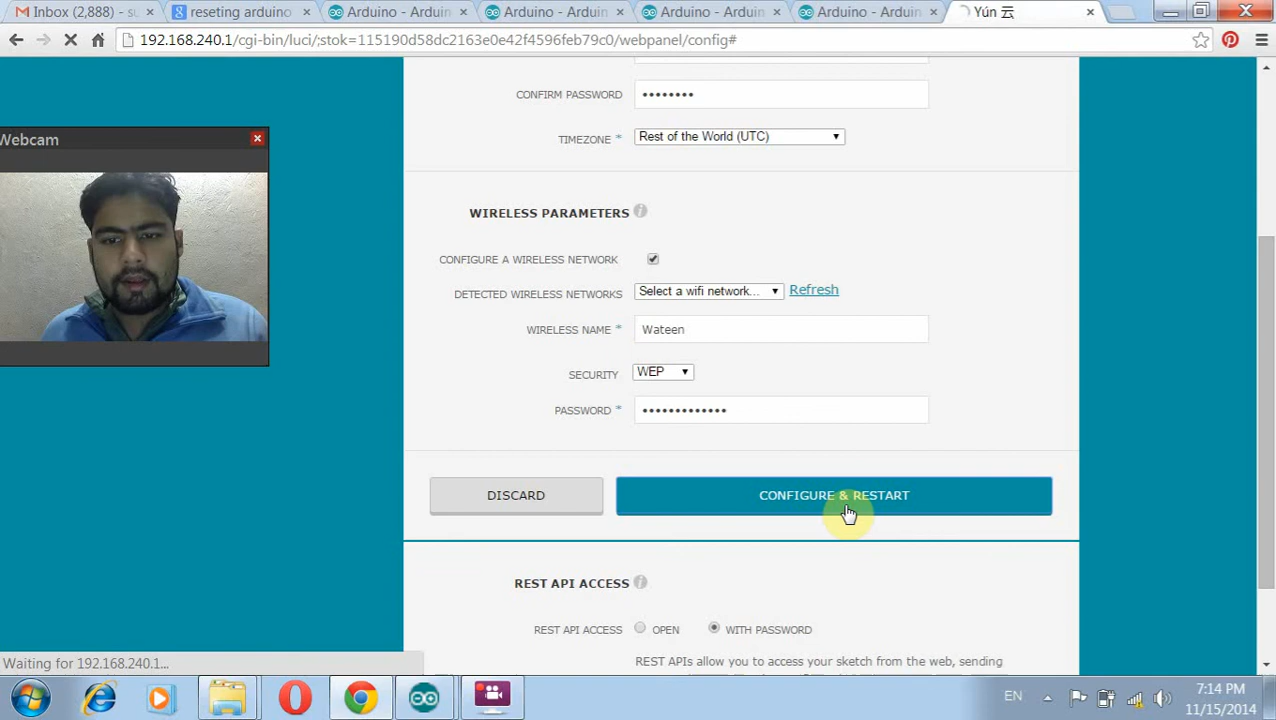 Inbox (2,888) - su
reseting arduino
Arduino - Arduin
Arduino - Arduin
Arduino - Arduin
Arduino - Arduin
Yún 云
192.168.240.1/cgi-bin/luci/;stok=115190d58dc2163e0e42f4596feb79c0/webpanel/config#
Webcam
CONFIRM PASSWORD ••••••••
TIMEZONE * Rest of the World (UTC)
WIRELESS PARAMETERS
CONFIGURE A WIRELESS NETWORK
DETECTED WIRELESS NETWORKS Select a wifi network... Refresh
WIRELESS NAME * Wateen
SECURITY WEP
PASSWORD * •••••••••••••
DISCARD CONFIGURE & RESTART
REST API ACCESS
REST API ACCESS OPEN WITH PASSWORD
REST APIs allow you to access your sketch from the web, sending
Waiting for 192.168.240.1...
EN
7:14 PM
11/15/2014